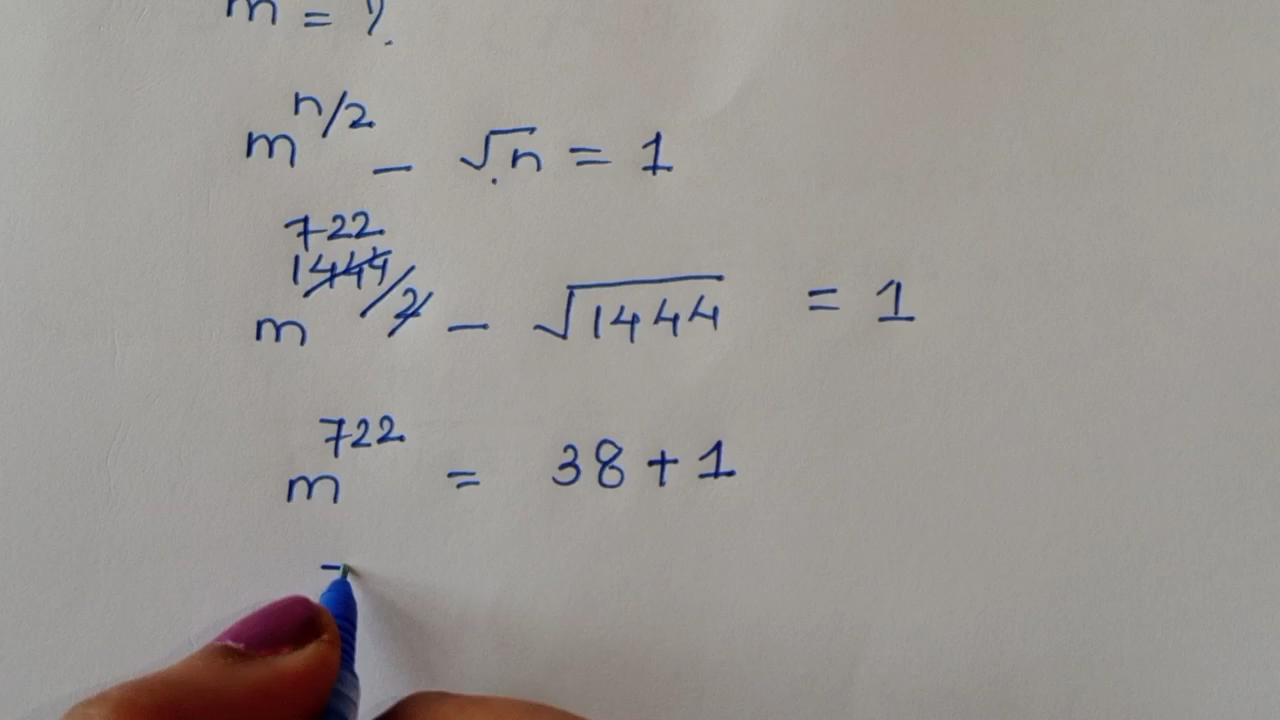 m = ?
m^{n/2} - √n = 1
722
m^{1444/2} - √1444 = 1
m^{722} = 38 + 1